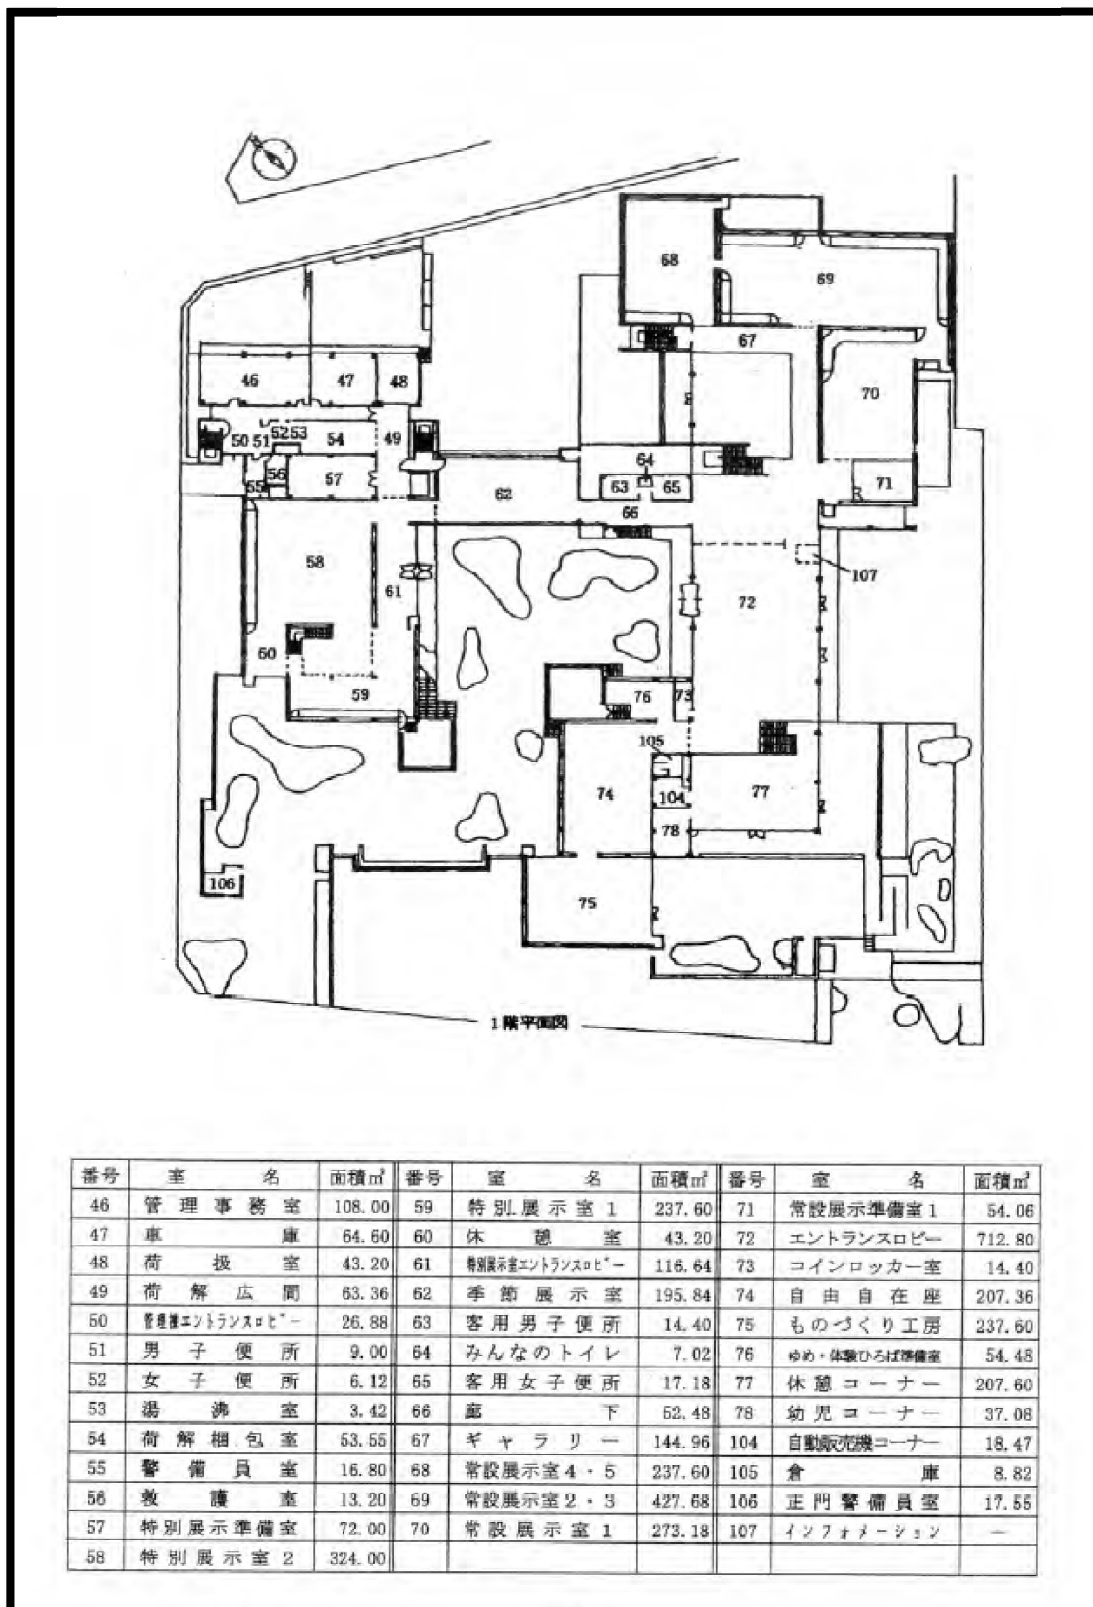 68
69
67
46
47
48
70
50
51
52
53
54
49
64
55
56
57
62
63
65
71
66
58
61
107
72
60
59
76
73
105
74
104
77
78
106
75
1階平面図
番号 室名 面積㎡ 番号 室名 面積㎡ 番号 室名 面積㎡
46 管理事務室 108.00 59 特別展示室1 237.60 71 常設展示準備室1 54.06
47 車庫 64.60 60 休憩室 43.20 72 エントランスロビー 712.80
48 荷扱室 43.20 61 特別展示室エントランスロビー 116.64 73 コインロッカー室 14.40
49 荷解広間 63.36 62 季節展示室 195.84 74 自由自在座 207.36
50 管理棟エントランスロビー 26.88 63 客用男子便所 14.40 75 ものづくり工房 237.60
51 男子便所 9.00 64 みんなのトイレ 7.02 76 ゆめ・体験ひろば準備室 54.48
52 女子便所 6.12 65 客用女子便所 17.18 77 休憩コーナー 207.60
53 湯沸室 3.42 66 廊下 52.48 78 幼児コーナー 37.08
54 荷解梱包室 53.55 67 ギャラリー 144.96 104 自動販売機コーナー 18.47
55 警備員室 16.80 68 常設展示室4・5 237.60 105 倉庫 8.82
56 救護室 13.20 69 常設展示室2・3 427.68 106 正門警備員室 17.55
57 特別展示準備室 72.00 70 常設展示室1 273.18 107 インフォメーション —
58 特別展示室2 324.00